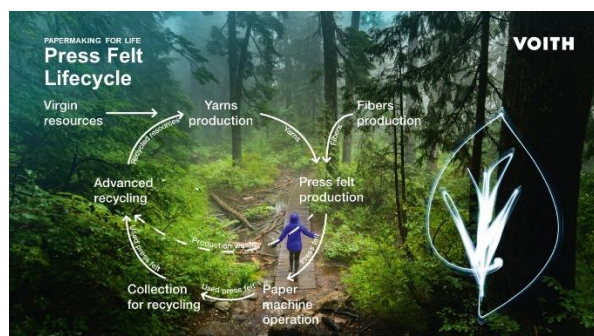 PAPERMAKING FOR LIFE
Press Felt
Lifecycle
VOITH
Virgin
resources
Yarns
production
Fibers
production
Recycled resources
Yarns
Fibers
Advanced
recycling
Press felt
production
Production waste
Used press felt
Used press felt
Collection
for recycling
Paper
machine
operation